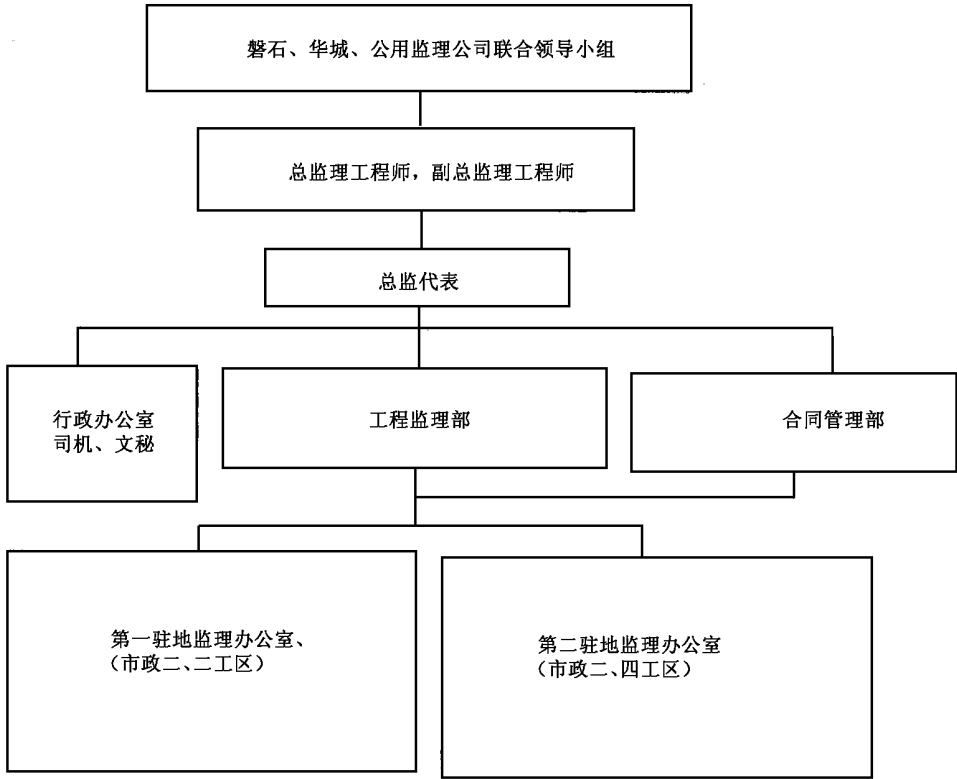 磐石、华城、公用监理公司联合领导小组
总监理工程师，副总监理工程师
总监代表
行政办公室
司机、文秘
工程监理部
合同管理部
第一驻地监理办公室、
（市政二、二工区）
第二驻地监理办公室
（市政二、四工区）